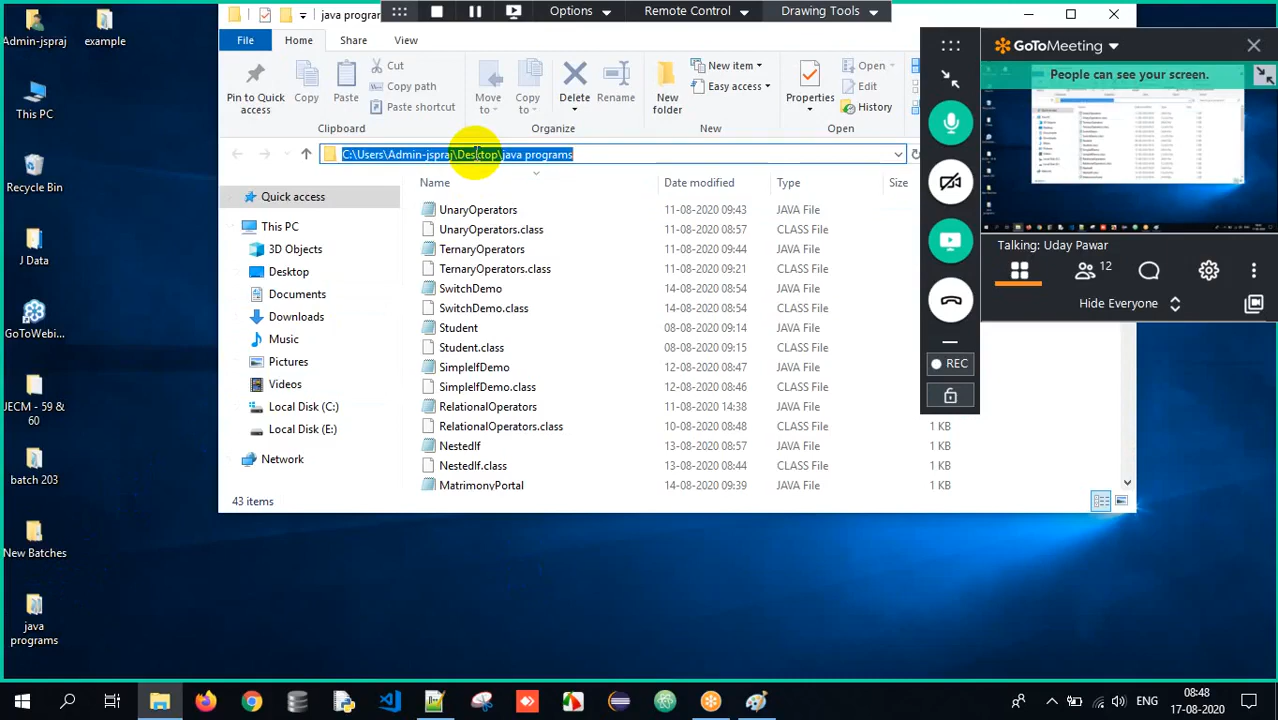 Admin-jspraj
example
This PC
Recycle Bin
J Data
GoToWebi...
JECM - 59 &
60
batch 203
New Batches
java
programs
java program
Options
Remote Control
Drawing Tools
File
Home
Share
View
Pin to Quick
access
Copy
Paste
Cut
Copy path
Paste shortcut
Clipboard
Move
to
Copy
to
Delete
Rename
Organize
New
folder
New item
Easy access
New
Properties
Open
Edit
History
Open
C:\Users\Admin-jspraj\Desktop\java programs
Name
Date modified
Type
Size
Quick access
This PC
3D Objects
Desktop
Documents
Downloads
Music
Pictures
Videos
Local Disk (C:)
Local Disk (E:)
Network
UnaryOperators 11-08-2020 09:43 JAVA File
UnaryOperators.class 11-08-2020 08:57 CLASS File
TernaryOperators 11-08-2020 09:44 JAVA File
TernaryOperators.class 11-08-2020 09:21 CLASS File
SwitchDemo 14-08-2020 08:54 JAVA File
SwitchDemo.class 14-08-2020 08:54 CLASS File
Student 08-08-2020 09:14 JAVA File
Student.class 08-08-2020 09:15 CLASS File
SimpleIfDemo 12-08-2020 08:47 JAVA File
SimpleIfDemo.class 12-08-2020 08:46 CLASS File
RelationalOperators 11-08-2020 14:38 JAVA File
RelationalOperators.class 10-08-2020 08:48 CLASS File 1 KB
NestedIf 13-08-2020 08:57 JAVA File 1 KB
NestedIf.class 13-08-2020 08:44 CLASS File 1 KB
MatrimonyPortal 14-08-2020 09:39 JAVA File 1 KB
43 items
GoToMeeting
People can see your screen.
Talking: Uday Pawar
12
Hide Everyone
REC
ENG
08:48
17-08-2020